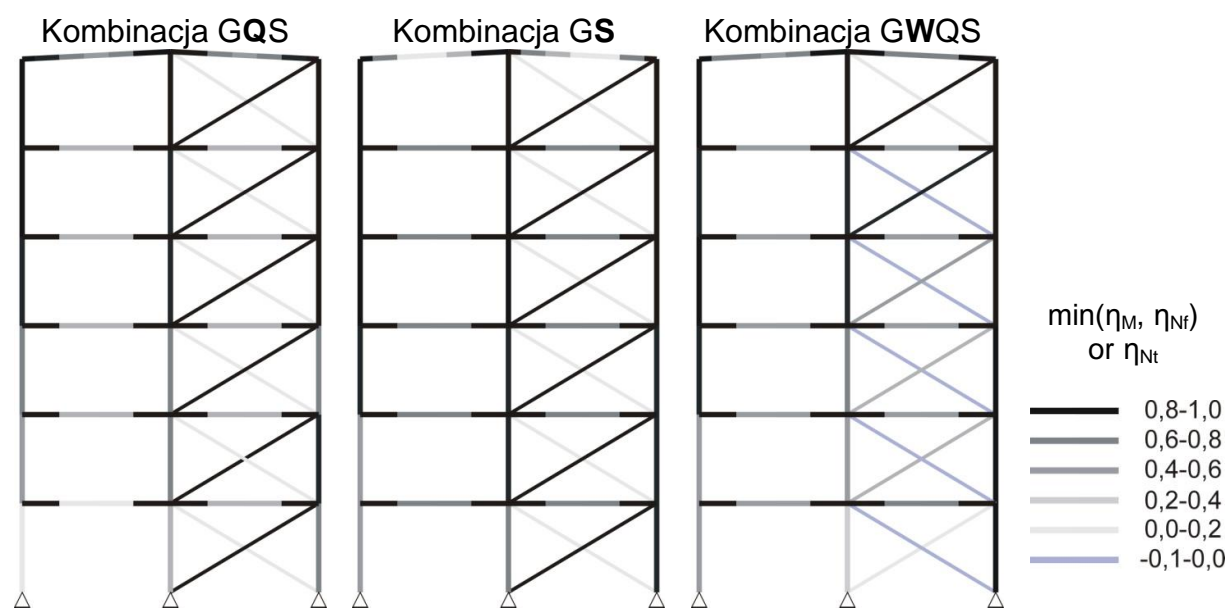 Kombinacja GQS
Kombinacja GS
Kombinacja GWQS
min(ηM, ηNf)
or ηNt
0,8-1,0
0,6-0,8
0,4-0,6
0,2-0,4
0,0-0,2
-0,1-0,0